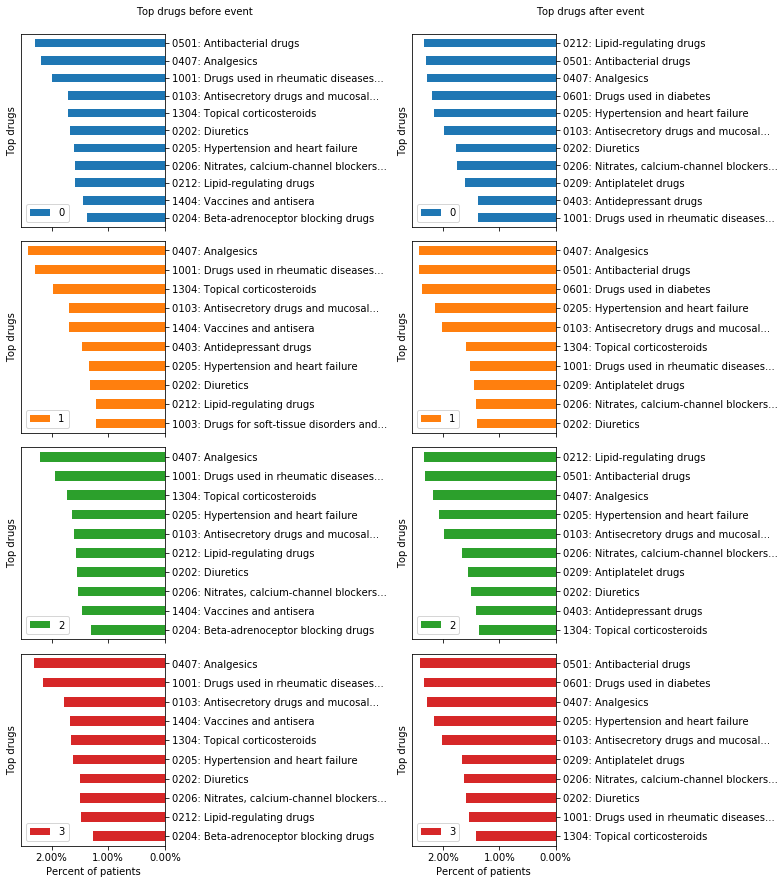 Top drugs before event
Top drugs
0501: Antibacterial drugs
0407: Analgesics
1001: Drugs used in rheumatic diseases...
0103: Antisecretory drugs and mucosal...
1304: Topical corticosteroids
0202: Diuretics
0205: Hypertension and heart failure
0206: Nitrates, calcium-channel blockers...
0212: Lipid-regulating drugs
1404: Vaccines and antisera
0204: Beta-adrenoceptor blocking drugs
0
Top drugs
0407: Analgesics
1001: Drugs used in rheumatic diseases...
1304: Topical corticosteroids
0103: Antisecretory drugs and mucosal...
1404: Vaccines and antisera
0403: Antidepressant drugs
0205: Hypertension and heart failure
0202: Diuretics
0212: Lipid-regulating drugs
1003: Drugs for soft-tissue disorders and...
1
Top drugs
0407: Analgesics
1001: Drugs used in rheumatic diseases...
1304: Topical corticosteroids
0205: Hypertension and heart failure
0103: Antisecretory drugs and mucosal...
0212: Lipid-regulating drugs
0202: Diuretics
0206: Nitrates, calcium-channel blockers...
1404: Vaccines and antisera
0204: Beta-adrenoceptor blocking drugs
2
Top drugs
0407: Analgesics
1001: Drugs used in rheumatic diseases...
0103: Antisecretory drugs and mucosal...
1404: Vaccines and antisera
1304: Topical corticosteroids
0205: Hypertension and heart failure
0202: Diuretics
0206: Nitrates, calcium-channel blockers...
0212: Lipid-regulating drugs
0204: Beta-adrenoceptor blocking drugs
3
2.00% 1.00% 0.00%
Percent of patients
Top drugs after event
Top drugs
0212: Lipid-regulating drugs
0501: Antibacterial drugs
0407: Analgesics
0601: Drugs used in diabetes
0205: Hypertension and heart failure
0103: Antisecretory drugs and mucosal...
0202: Diuretics
0206: Nitrates, calcium-channel blockers...
0209: Antiplatelet drugs
0403: Antidepressant drugs
1001: Drugs used in rheumatic diseases...
0
Top drugs
0407: Analgesics
0501: Antibacterial drugs
0601: Drugs used in diabetes
0205: Hypertension and heart failure
0103: Antisecretory drugs and mucosal...
1304: Topical corticosteroids
1001: Drugs used in rheumatic diseases...
0209: Antiplatelet drugs
0206: Nitrates, calcium-channel blockers...
0202: Diuretics
1
Top drugs
0212: Lipid-regulating drugs
0501: Antibacterial drugs
0407: Analgesics
0205: Hypertension and heart failure
0103: Antisecretory drugs and mucosal...
0206: Nitrates, calcium-channel blockers...
0209: Antiplatelet drugs
0202: Diuretics
0403: Antidepressant drugs
1304: Topical corticosteroids
2
Top drugs
0501: Antibacterial drugs
0601: Drugs used in diabetes
0407: Analgesics
0205: Hypertension and heart failure
0103: Antisecretory drugs and mucosal...
0209: Antiplatelet drugs
0206: Nitrates, calcium-channel blockers...
0202: Diuretics
1001: Drugs used in rheumatic diseases...
1304: Topical corticosteroids
3
2.00% 1.00% 0.00%
Percent of patients